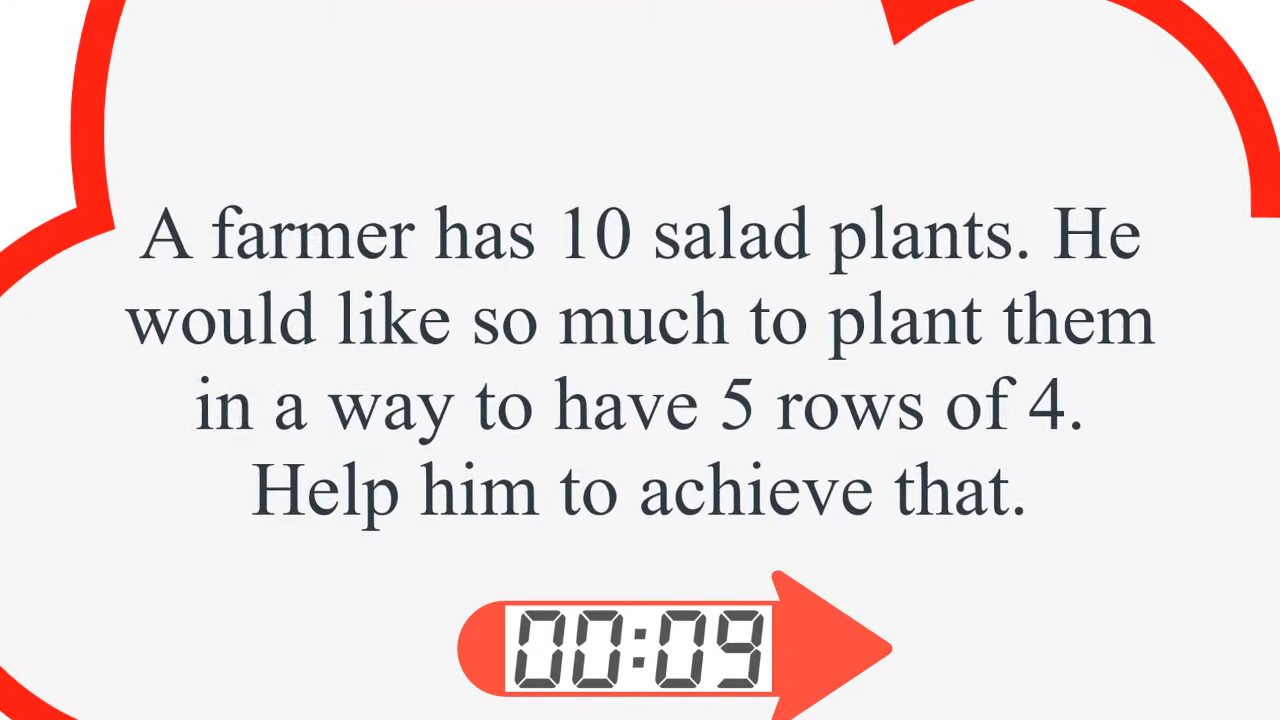 A farmer has 10 salad plants. He
would like so much to plant them
in a way to have 5 rows of 4.
Help him to achieve that.
00:09